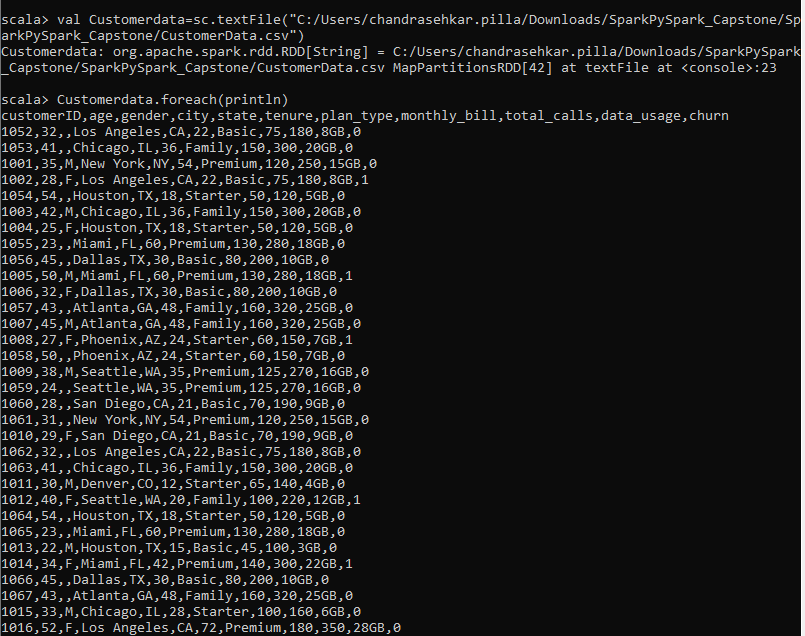 scala> val Customerdata=sc.textFile("C:/Users/chandrasehkar.pilla/Downloads/SparkPySpark_Capstone/Sp
arkPySpark_Capstone/CustomerData.csv")
Customerdata: org.apache.spark.rdd.RDD[String] = C:/Users/chandrasehkar.pilla/Downloads/SparkPySpark
_Capstone/SparkPySpark_Capstone/CustomerData.csv MapPartitionsRDD[42] at textFile at <console>:23
scala> Customerdata.foreach(println)
customerID,age,gender,city,state,tenure,plan_type,monthly_bill,total_calls,data_usage,churn
1052,32,,Los Angeles,CA,22,Basic,75,180,8GB,0
1053,41,,Chicago,IL,36,Family,150,300,20GB,0
1001,35,M,New York,NY,54,Premium,120,250,15GB,0
1002,28,F,Los Angeles,CA,22,Basic,75,180,8GB,1
1054,54,,Houston,TX,18,Starter,50,120,5GB,0
1003,42,M,Chicago,IL,36,Family,150,300,20GB,0
1004,25,F,Houston,TX,18,Starter,50,120,5GB,0
1055,23,,Miami,FL,60,Premium,130,280,18GB,0
1056,45,,Dallas,TX,30,Basic,80,200,10GB,0
1005,50,M,Miami,FL,60,Premium,130,280,18GB,1
1006,32,F,Dallas,TX,30,Basic,80,200,10GB,0
1057,43,,Atlanta,GA,48,Family,160,320,25GB,0
1007,45,M,Atlanta,GA,48,Family,160,320,25GB,0
1008,27,F,Phoenix,AZ,24,Starter,60,150,7GB,1
1058,50,,Phoenix,AZ,24,Starter,60,150,7GB,0
1009,38,M,Seattle,WA,35,Premium,125,270,16GB,0
1059,24,,Seattle,WA,35,Premium,125,270,16GB,0
1060,28,,San Diego,CA,21,Basic,70,190,9GB,0
1061,31,,New York,NY,54,Premium,120,250,15GB,0
1010,29,F,San Diego,CA,21,Basic,70,190,9GB,0
1062,32,,Los Angeles,CA,22,Basic,75,180,8GB,0
1063,41,,Chicago,IL,36,Family,150,300,20GB,0
1011,30,M,Denver,CO,12,Starter,65,140,4GB,0
1012,40,F,Seattle,WA,20,Family,100,220,12GB,1
1064,54,,Houston,TX,18,Starter,50,120,5GB,0
1065,23,,Miami,FL,60,Premium,130,280,18GB,0
1013,22,M,Houston,TX,15,Basic,45,100,3GB,0
1014,34,F,Miami,FL,42,Premium,140,300,22GB,1
1066,45,,Dallas,TX,30,Basic,80,200,10GB,0
1067,43,,Atlanta,GA,48,Family,160,320,25GB,0
1015,33,M,Chicago,IL,28,Starter,100,160,6GB,0
1016,52,F,Los Angeles,CA,72,Premium,180,350,28GB,0